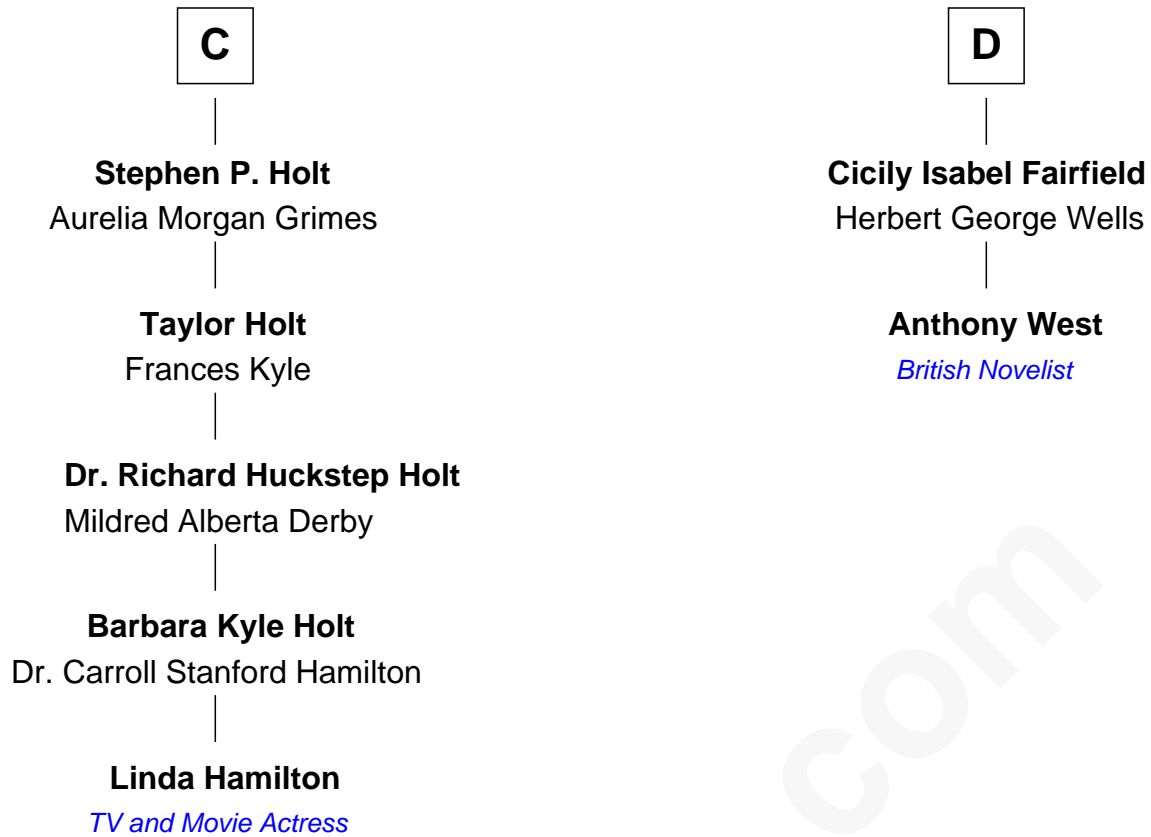 C
Stephen P. Holt
Aurelia Morgan Grimes
Taylor Holt
Frances Kyle
Dr. Richard Huckstep Holt
Mildred Alberta Derby
Barbara Kyle Holt
Dr. Carroll Stanford Hamilton
Linda Hamilton
TV and Movie Actress
D
Cicily Isabel Fairfield
Herbert George Wells
Anthony West
British Novelist
com